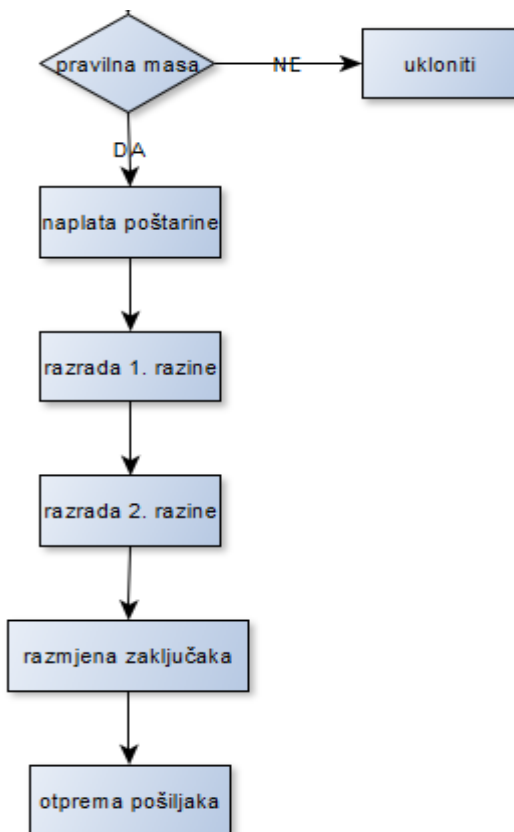 pravilna masa
NE
ukloniti
DA
naplata poštarine
razrada 1. razine
razrada 2. razine
razmjena zaključaka
otprema pošiljaka